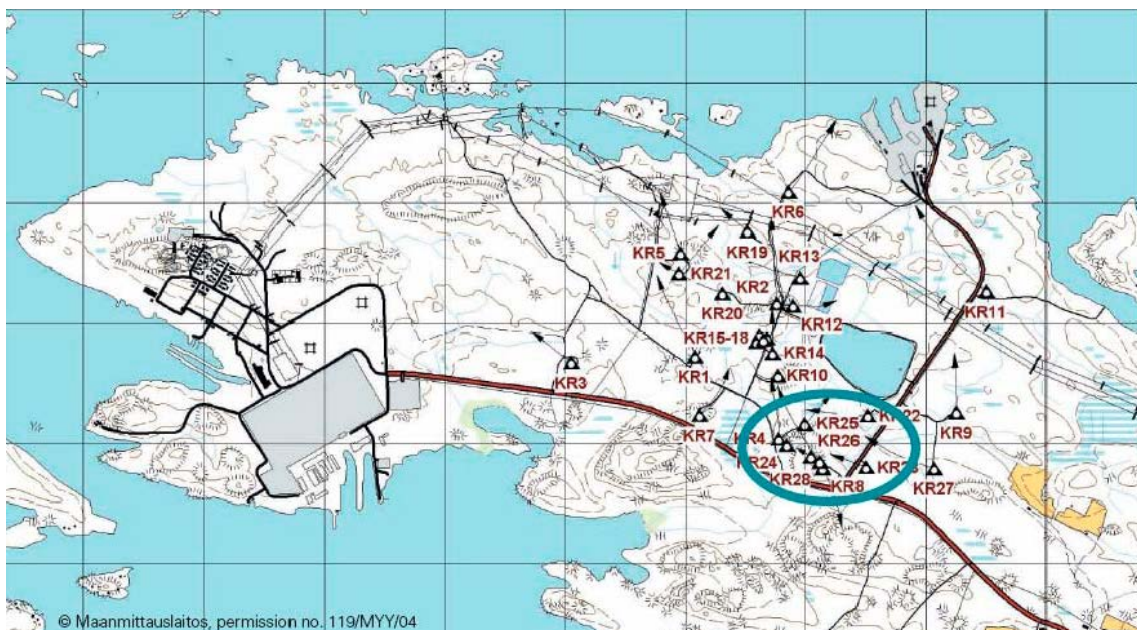 KR6
KR5
KR19
KR13
KR21
KR2
KR11
KR20
KR12
KR15-18
KR14
KR3
KR1
KR10
KR7
KR25
KR22
KR4
KR26
KR9
KR24
KR28
KR8
KR27
© Maanmittauslaitos, permission no. 119/MYY/04